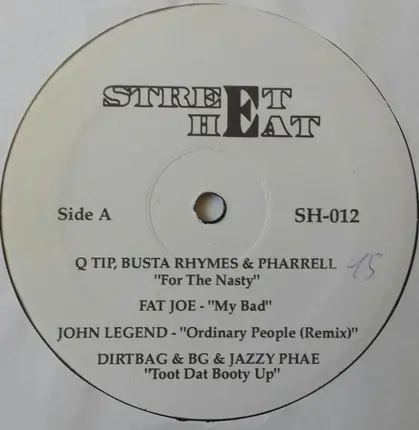 STREET
HEAT
Side A SH-012
Q TIP, BUSTA RHYMES & PHARRELL 45
"For The Nasty"
FAT JOE - "My Bad"
JOHN LEGEND - "Ordinary People (Remix)"
DIRTBAG & BG & JAZZY PHAE
"Toot Dat Booty Up"